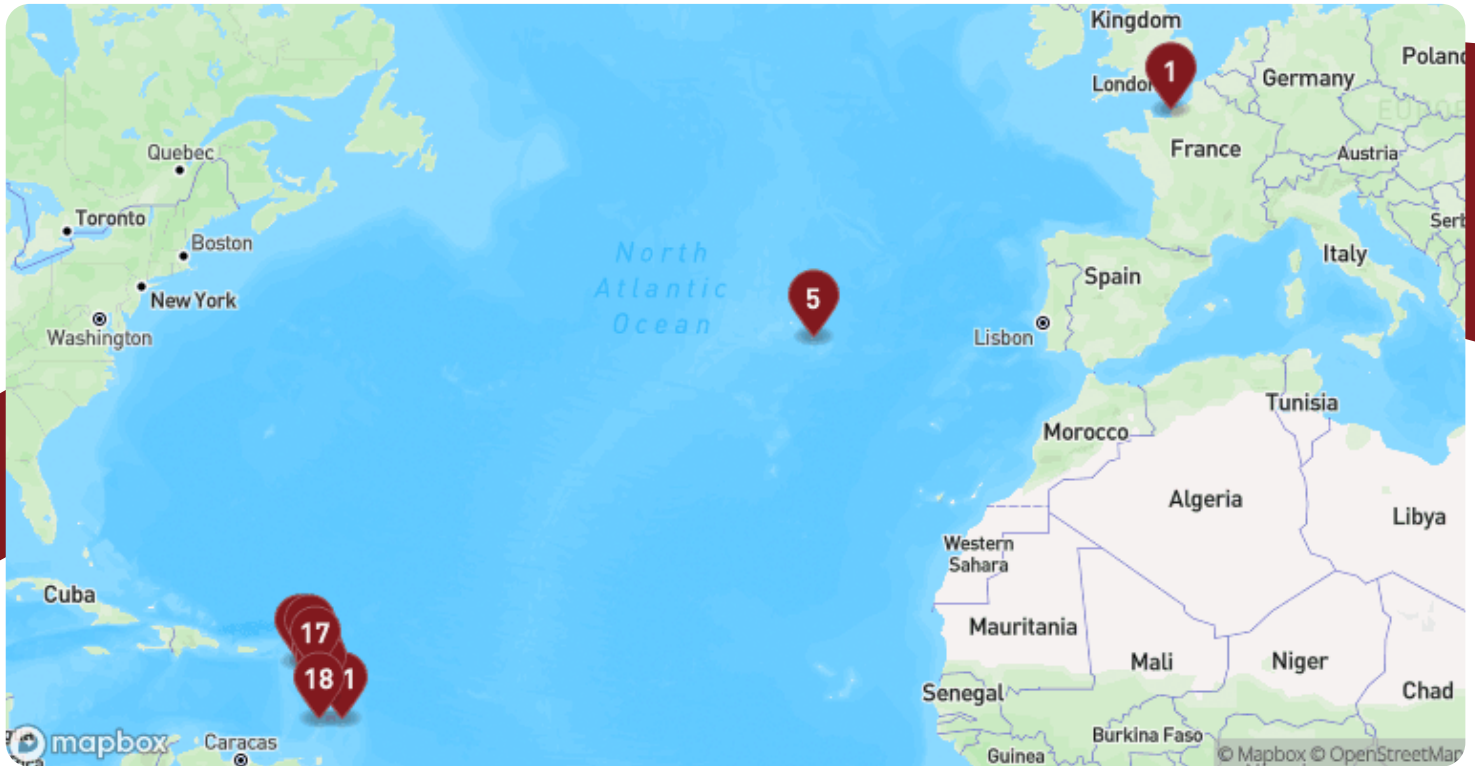 Kingdom
London
1
Germany
Poland
EUROPE
France
Austria
Quebec
Toronto
Boston
New York
Washington
North
Atlantic
Ocean
5
Spain
Lisbon
Italy
Serb
Tunisia
Morocco
Algeria
Libya
Western
Sahara
Cuba
17
18
1
Mauritania
Mali
Niger
Chad
Senegal
Burkina Faso
Guinea
Caracas
mapbox
© Mapbox © OpenStreetMap